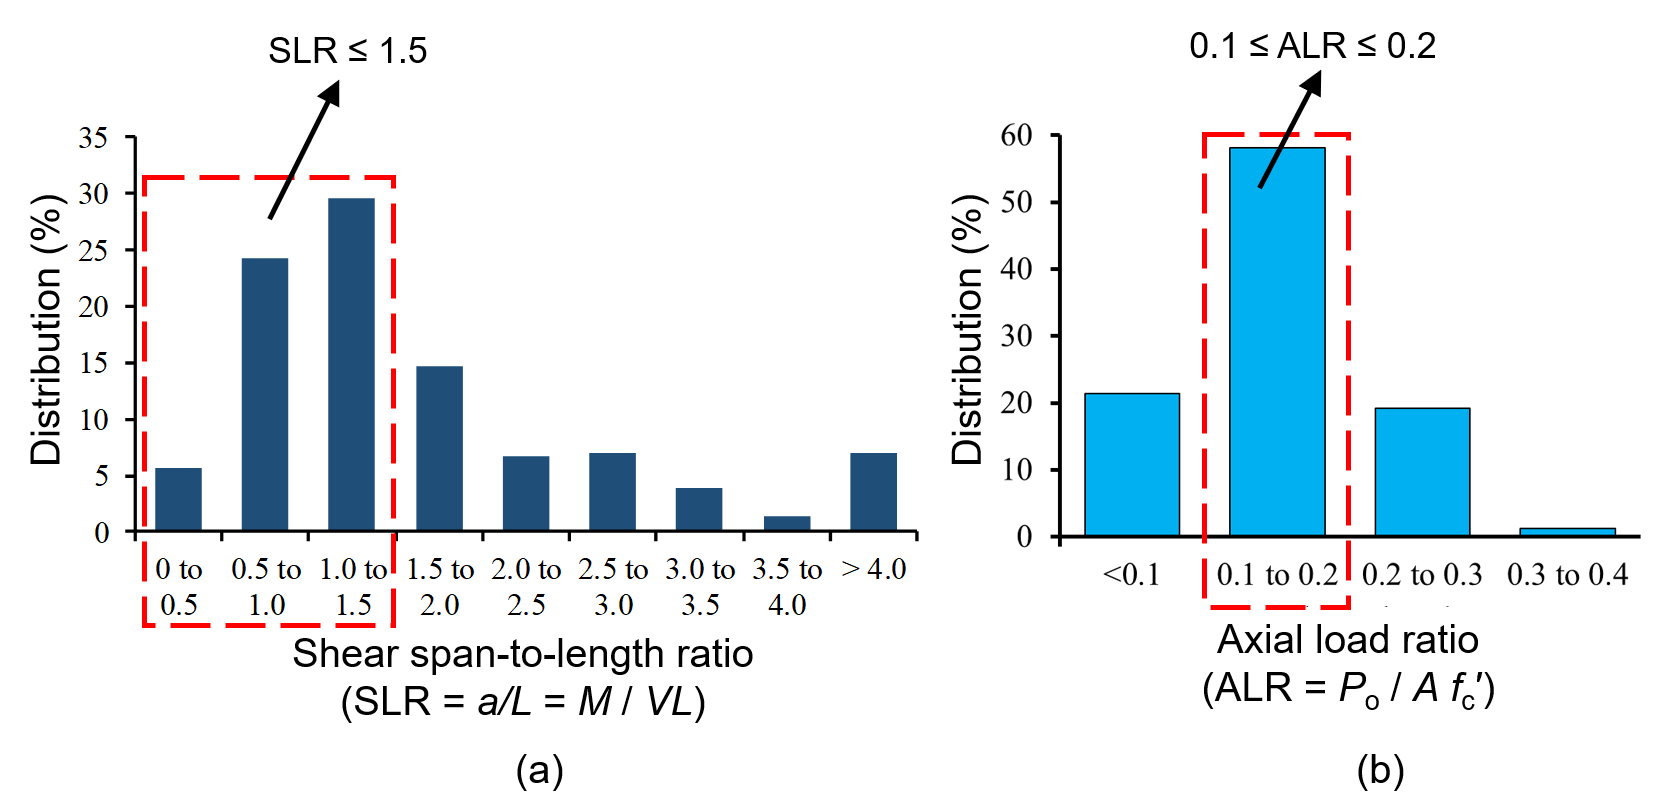 SLR ≤ 1.5
35
30
25
20
15
10
5
0
Distribution (%)
0 to 0.5
0.5 to 1.0
1.0 to 1.5
1.5 to 2.0
2.0 to 2.5
2.5 to 3.0
3.0 to 3.5
3.5 to 4.0
> 4.0
Shear span-to-length ratio
(SLR = a/L = M / VL)
(a)
0.1 ≤ ALR ≤ 0.2
60
50
40
30
20
10
0
Distribution (%)
<0.1
0.1 to 0.2
0.2 to 0.3
0.3 to 0.4
Axial load ratio
(ALR = Po / A fc′)
(b)